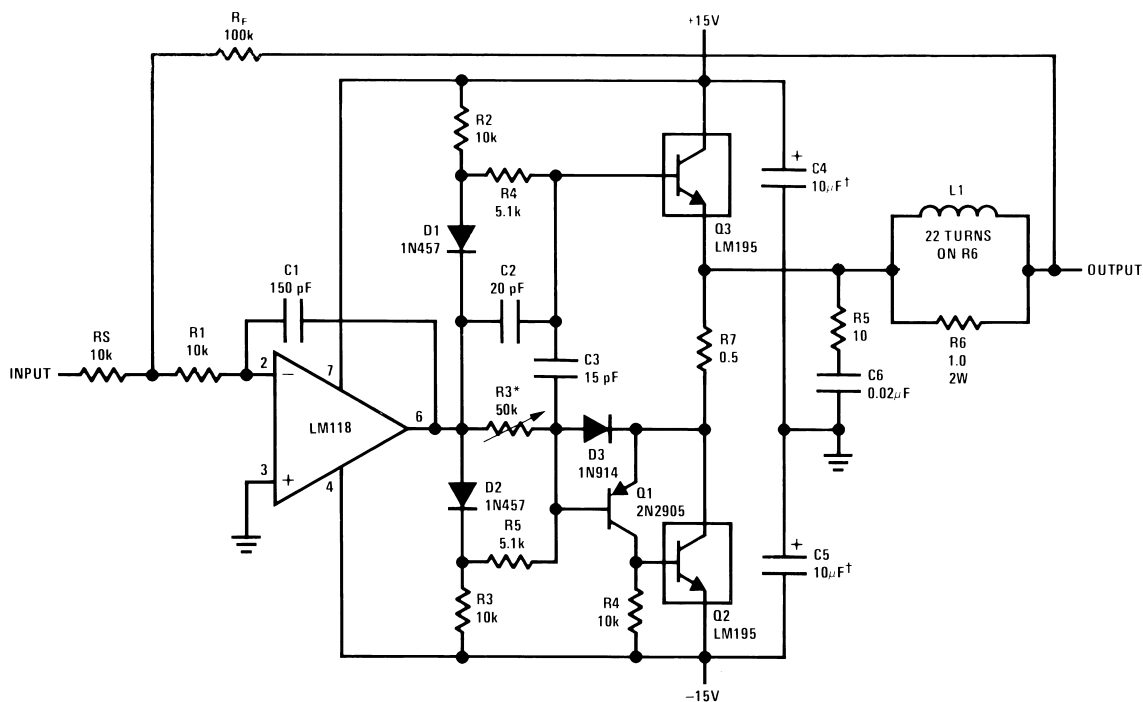 R_F
100k
+15V
R2
10k
R4
5.1k
C4
10μF†
L1
22 TURNS
ON R6
D1
1N457
Q3
LM195
OUTPUT
C1
150 pF
C2
20 pF
R5
10
R7
0.5
R6
1.0
2W
RS
10k
R1
10k
C3
15 pF
C6
0.02μF
INPUT
2
−
7
R3*
50k
6
LM118
3
+
4
D3
1N914
D2
1N457
Q1
2N2905
R5
5.1k
C5
10μF†
R3
10k
R4
10k
Q2
LM195
−15V
+
+